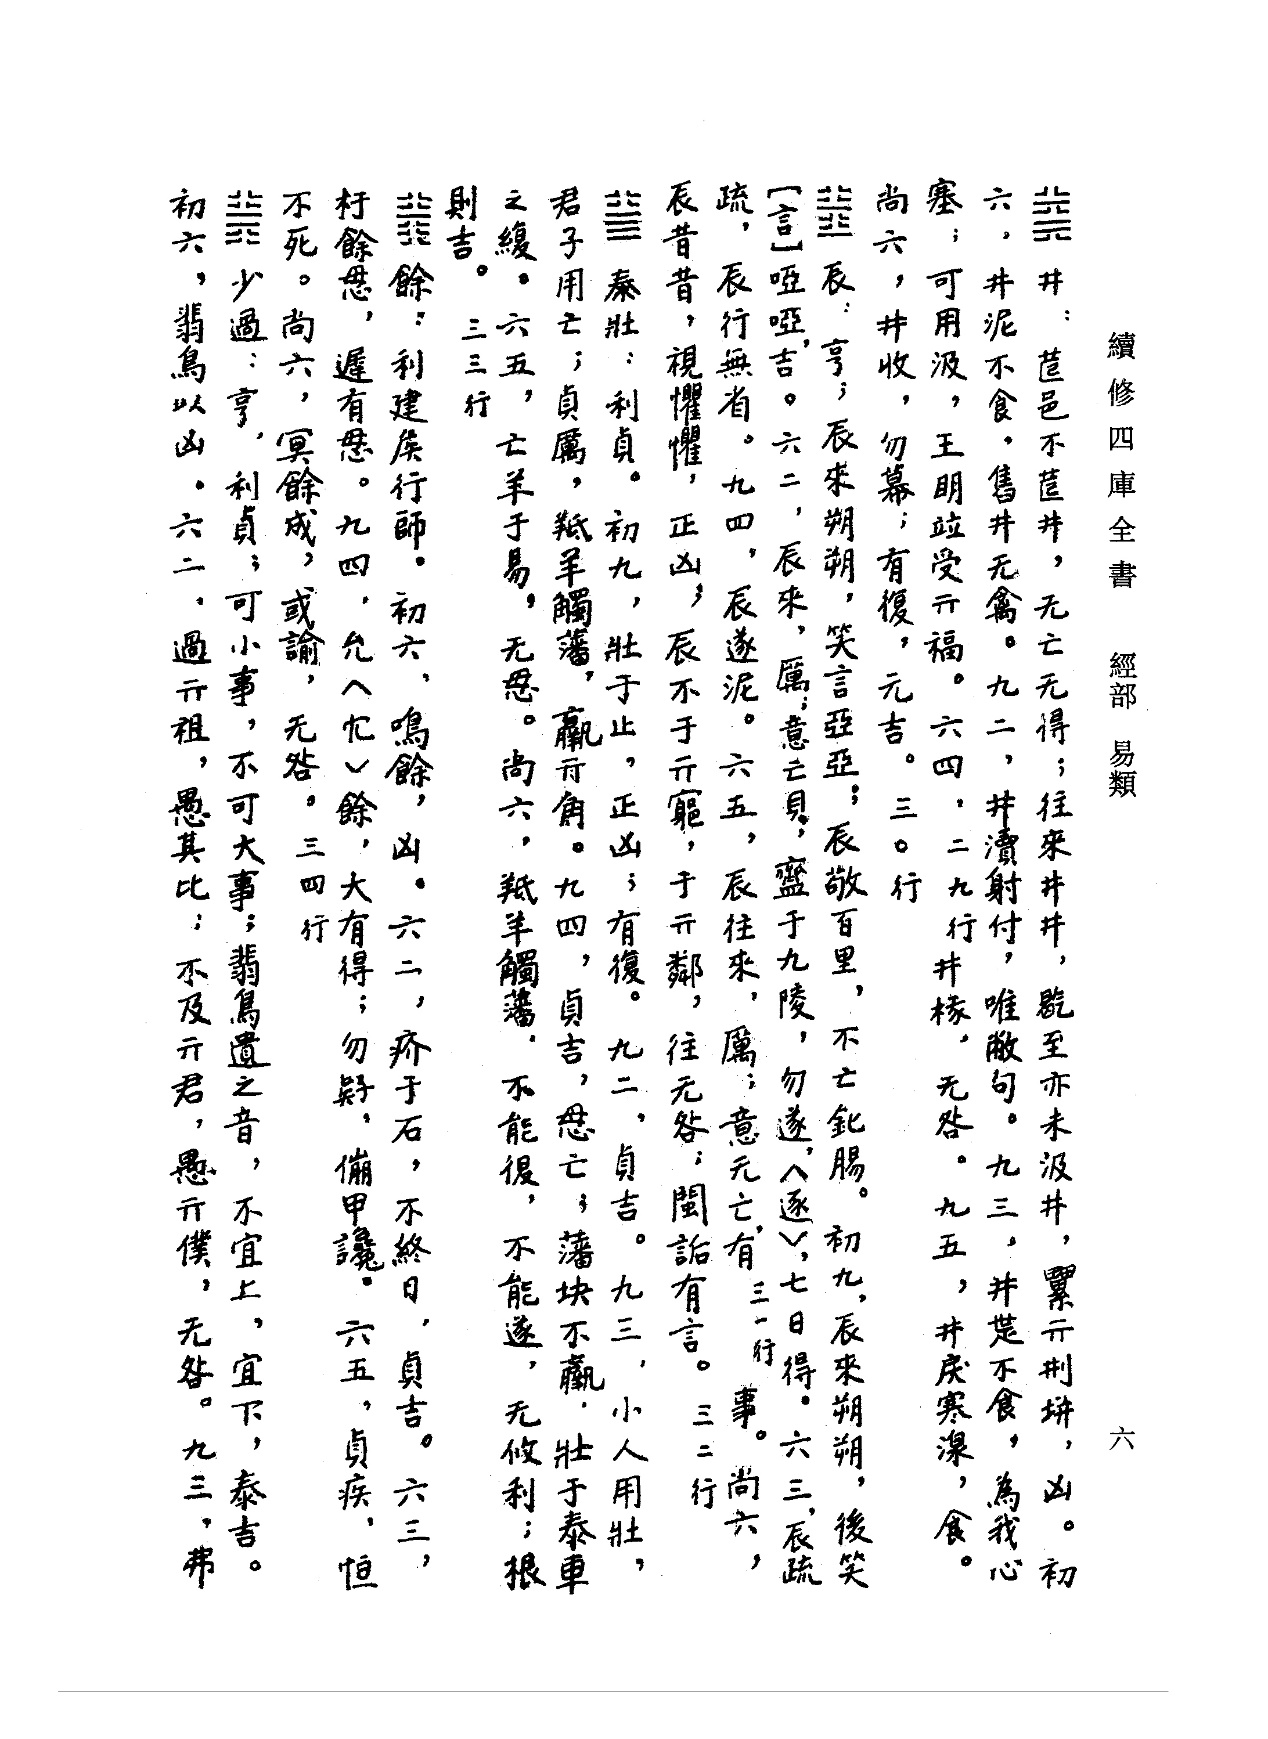 續修四庫全書 經部 易類 六
䷯井：茝邑不茝井，无亡无得；往來井井，䮰至亦未汲井，纍亓刑垪，凶。初
六，井泥不食。舊井无禽。九二，井瀆射付，唯敝句。九三，井楚不食，為我心
塞；可用汲，王明竝受亓福。六四，二九行井椽，无咎。九五，井戾寒湶，食。
尚六，井收，勿幕；有復，元吉。三〇行
䷲辰：亨；辰來朔朔，笑言亞亞；辰敬百里，不亡釓腸。初九，辰來朔朔，後笑
[言]啞啞，吉。六二，辰來，厲；意亡貝；齍于九陵，勿遂，<逐>，七日得。六三，辰疏
疏，辰行無省。九四，辰遂泥。六五，辰往來，厲；意无亡，有三一行事。尚六，
辰昔昔，視懼懼，正凶；辰不于亓竆，于亓鄰，往无咎；閩詬有言。三二行
䷡泰壯：利貞。初九，壯于止，正凶；有復。九二，貞吉。九三，小人用壯，
君子用亡；貞厲，羝羊觸藩，羸亓角。九四，貞吉，悬亡；藩块不羸，壯于泰車
之緮。六五，亡羊于易，无悬。尚六，羝羊觸藩，不能復，不能遂，无攸利；根
則吉。三三行
䷏餘：利建矦行師。初六，鳴餘，凶。六二，疥于石，不終日，貞吉。六三，
杅餘悬，遲有悬。九四，允<冘>餘，大有得；勿疑，傰甲讒。六五，貞疾，恒
不死。尚六，冥餘成，或諭，无咎。三四行
䷽少過：亨，利貞；可小事，不可大事；翡鳥遺之音，不宜上，宜下，泰吉。
初六，翡鳥以凶。六二，過亓祖，愚其比；不及亓君，愚亓僕，无咎。九三，弗